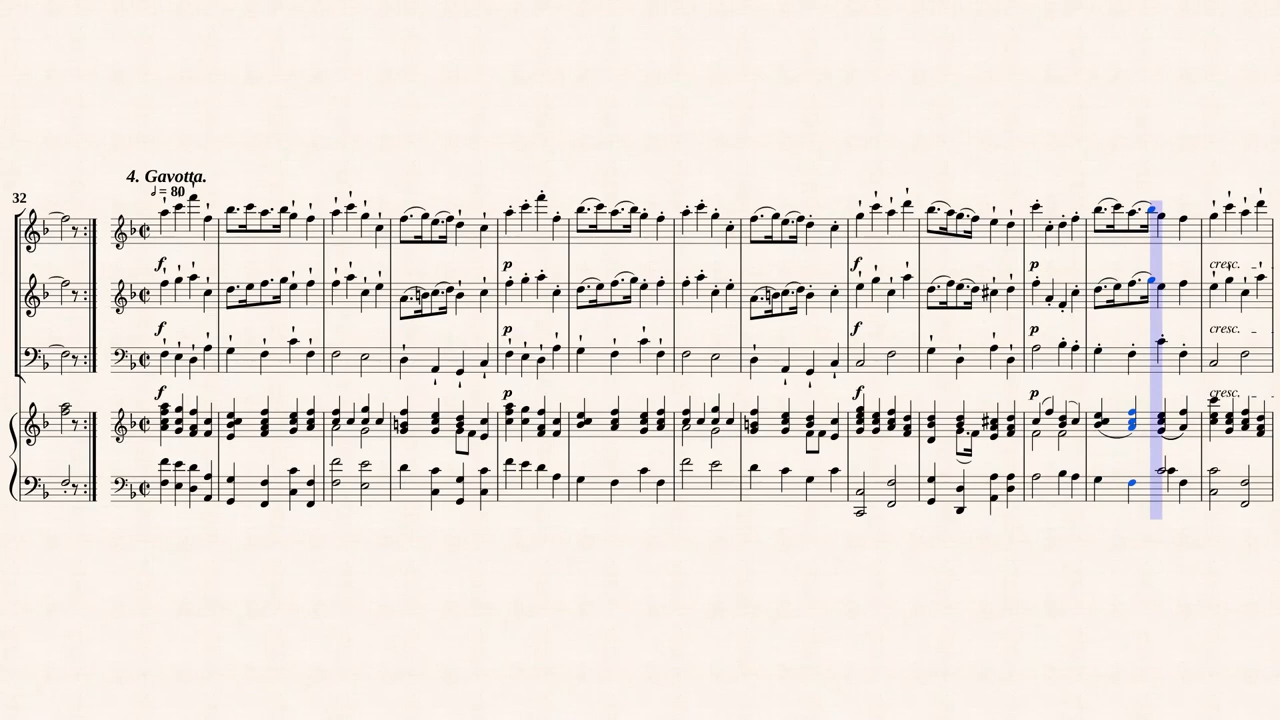 4. Gavotta.
♩ = 80
32
f p f p cresc.
f p f p cresc.
f p f p cresc.